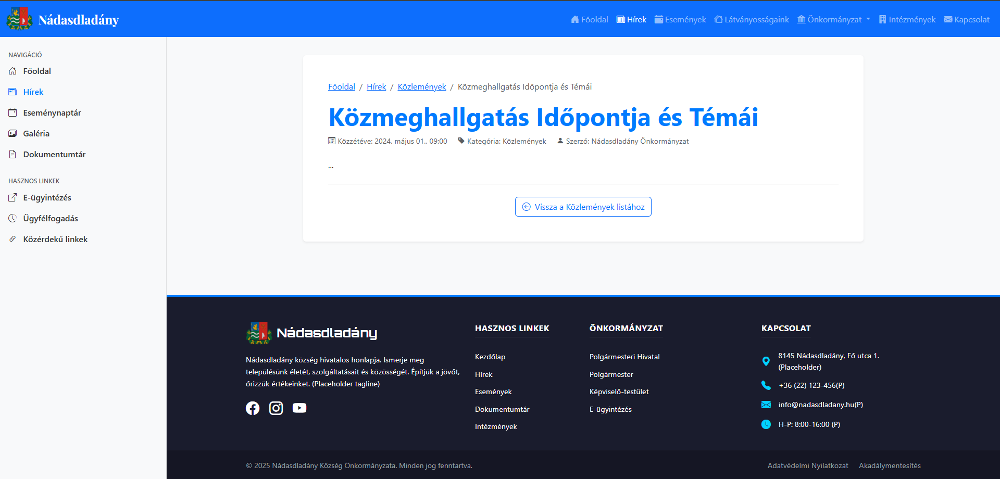 Nádasdladány
Főoldal Hírek Események Látványosságaink Önkormányzat Intézmények Kapcsolat
NAVIGÁCIÓ
Főoldal
Hírek
Eseménynaptár
Galéria
Dokumentumtár
HASZNOS LINKEK
E-ügyintézés
Ügyfélfogadás
Közérdekű linkek
Főoldal / Hírek / Közlemények / Közmeghallgatás Időpontja és Témái
Közmeghallgatás Időpontja és Témái
Közzétéve: 2024. május 01., 09:00 Kategória: Közlemények Szerző: Nádasdladány Önkormányzat
...
Vissza a Közlemények listához
Nádasdladány
Nádasdladány község hivatalos honlapja. Ismerje meg
településünk életét, szolgáltatásait és közösségét. Építjük a jövőt,
őrizzük értékeinket. (Placeholder tagline)
HASZNOS LINKEK
Kezdőlap
Hírek
Események
Dokumentumtár
Intézmények
ÖNKORMÁNYZAT
Polgármesteri Hivatal
Polgármester
Képviselő-testület
E-ügyintézés
KAPCSOLAT
8145 Nádasdladány, Fő utca 1.
(Placeholder)
+36 (22) 123-456(P)
info@nadasdladany.hu(P)
H-P: 8:00-16:00 (P)
© 2025 Nádasdladány Község Önkormányzata. Minden jog fenntartva.
Adatvédelmi Nyilatkozat Akadálymentesítés